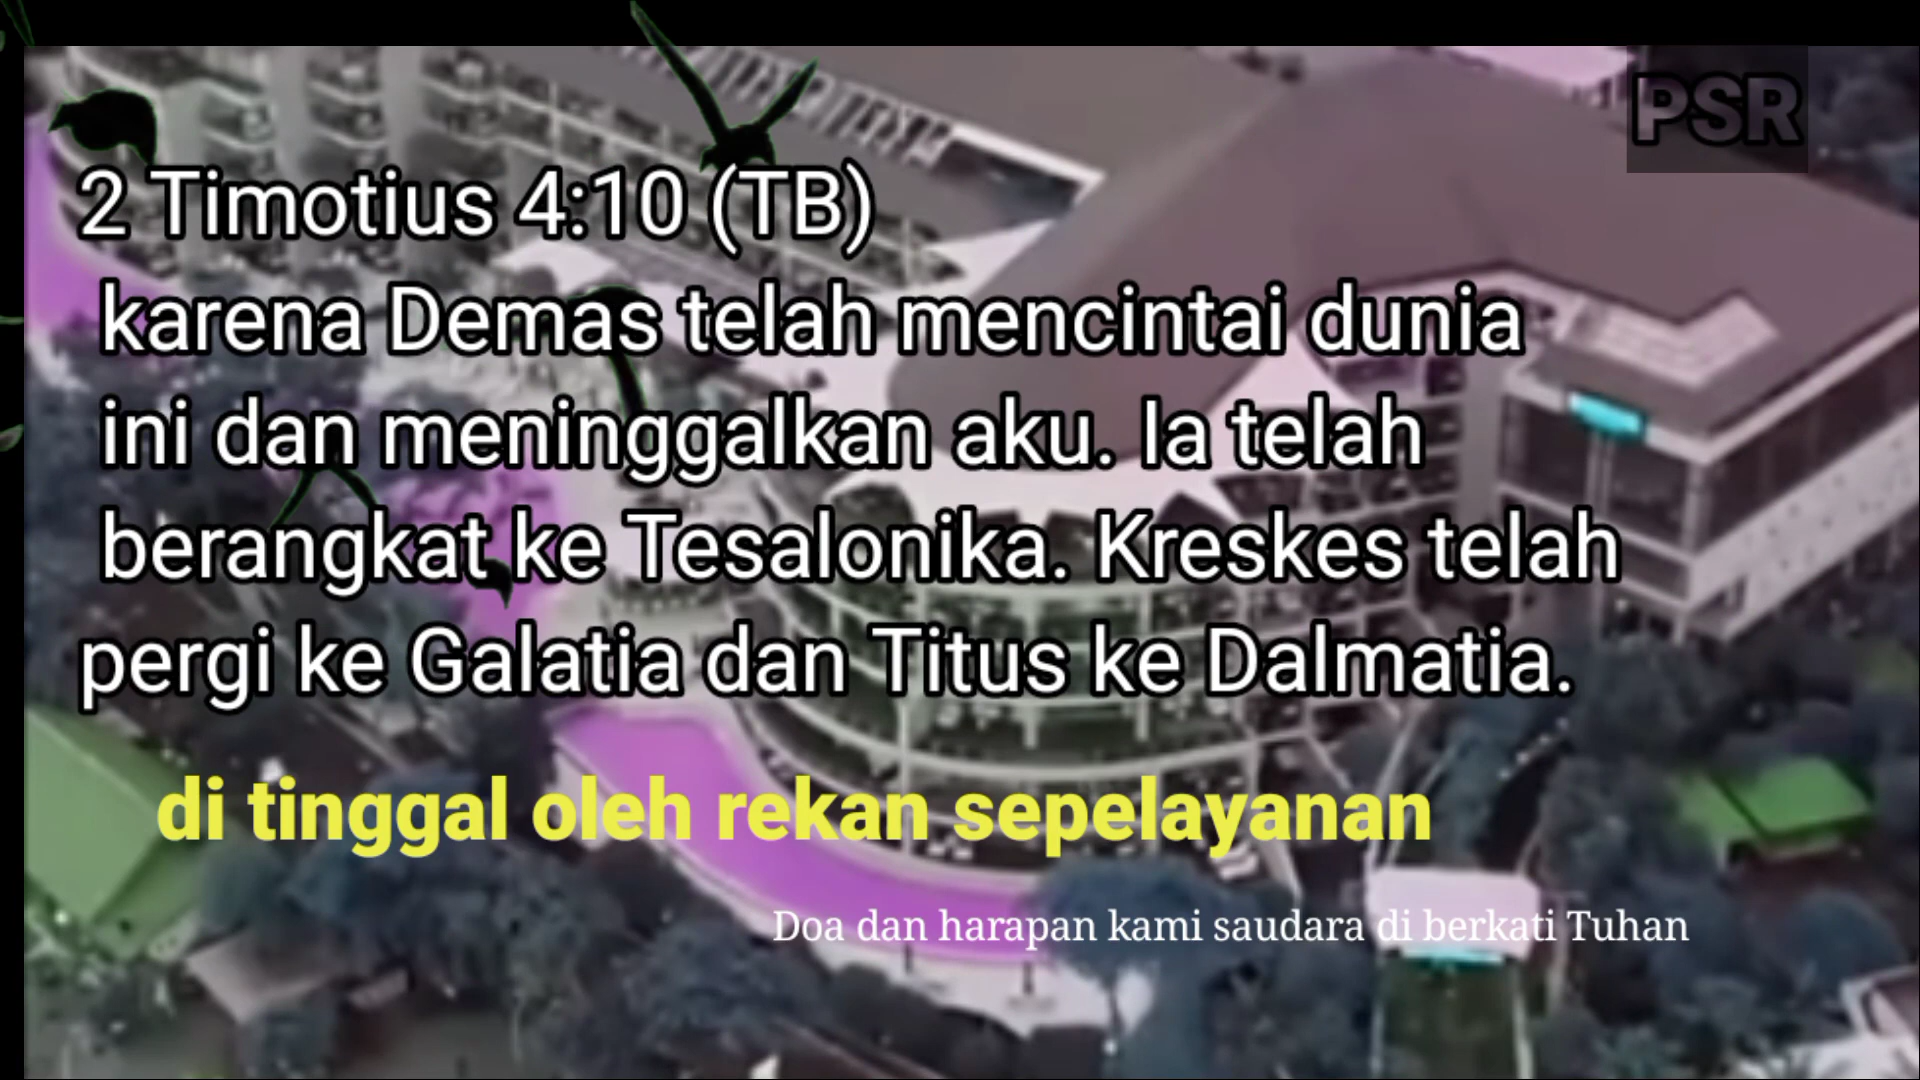 PSR
2 Timotius 4:10 (TB)
karena Demas telah mencintai dunia
ini dan meninggalkan aku. Ia telah
berangkat ke Tesalonika. Kreskes telah
pergi ke Galatia dan Titus ke Dalmatia.
di tinggal oleh rekan sepelayanan
Doa dan harapan kami saudara di berkati Tuhan